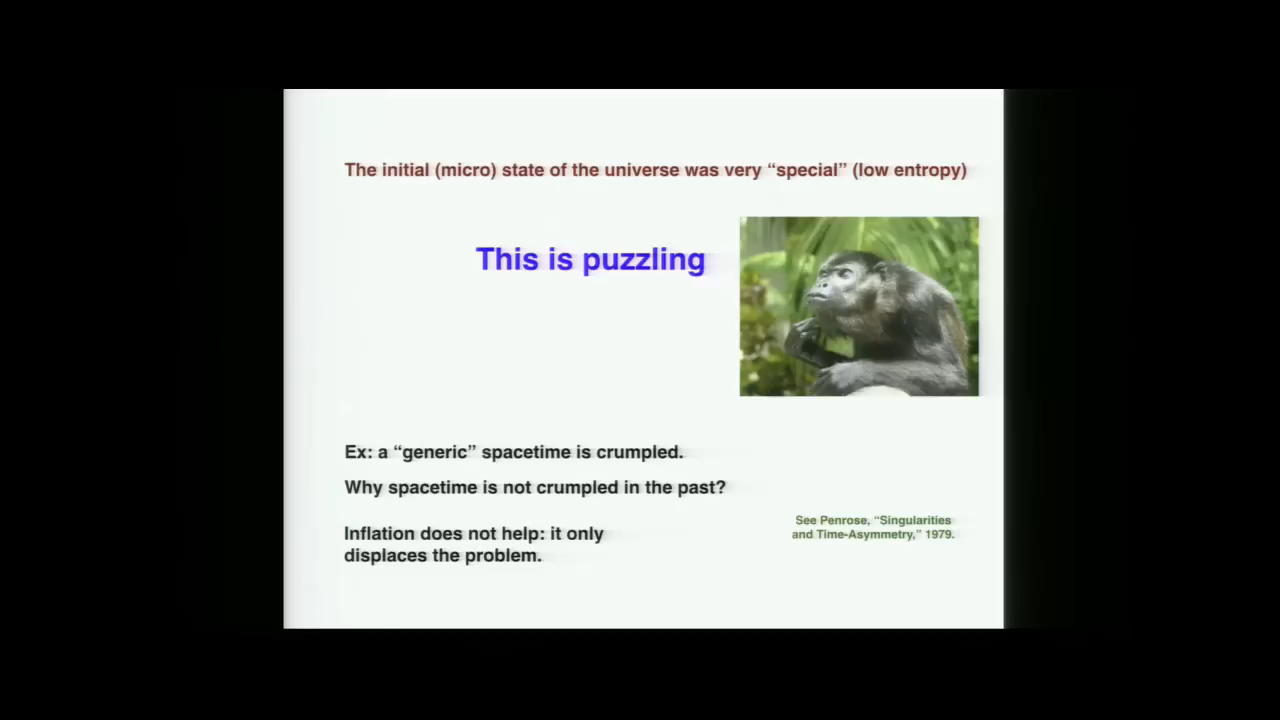 The initial (micro) state of the universe was very “special” (low entropy)
This is puzzling
Ex: a “generic” spacetime is crumpled.
Why spacetime is not crumpled in the past?
Inflation does not help: it only
displaces the problem.
See Penrose, “Singularities
and Time-Asymmetry,” 1979.